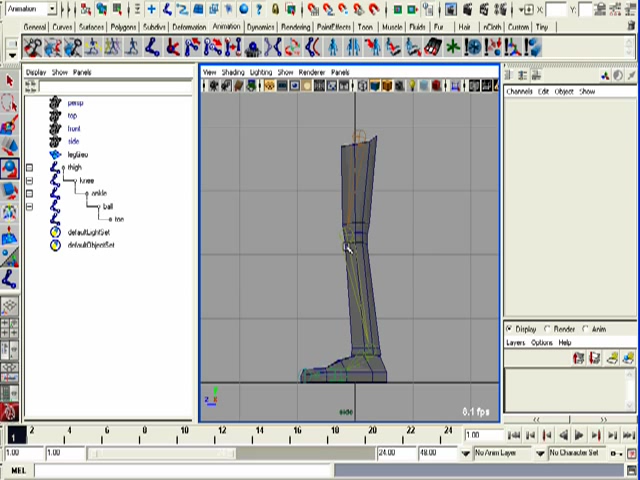 Animation
X:
Y:
General Curves Surfaces Polygons Subdivs Deformation Animation Dynamics Rendering PaintEffects Toon Muscle Fluids Fur Hair nCloth Custom Tiny
Display Show Panels
View Shading Lighting Show Renderer Panels
Channels Edit Object Show
persp
top
front
side
legGeo
thigh
knee
ankle
ball
toe
defaultLightSet
defaultObjectSet
side
6.1 fps
Display Render Anim
Layers Options Help
1
2 4 6 8 10 12 14 16 18 20 22 24
1.00
1.00 1.00 24.00 48.00 No Anim Layer No Character Set
MEL